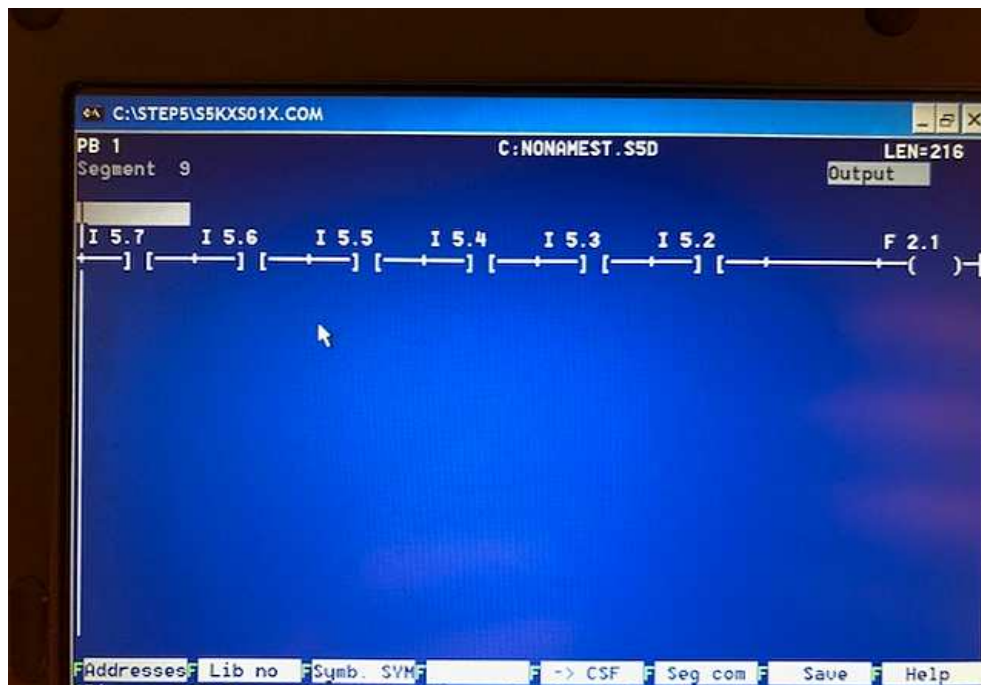 C:\STEP5\S5KXS01X.COM
PB 1 C:NONAMEST.S5D LEN=216
Segment 9 Output
I 5.7 I 5.6 I 5.5 I 5.4 I 5.3 I 5.2 F 2.1
] [ ] [ ] [ ] [ ] [ ] [ ( )
F Addresses F Lib no F Symb. SYM F F -> CSF F Seg com F Save F Help